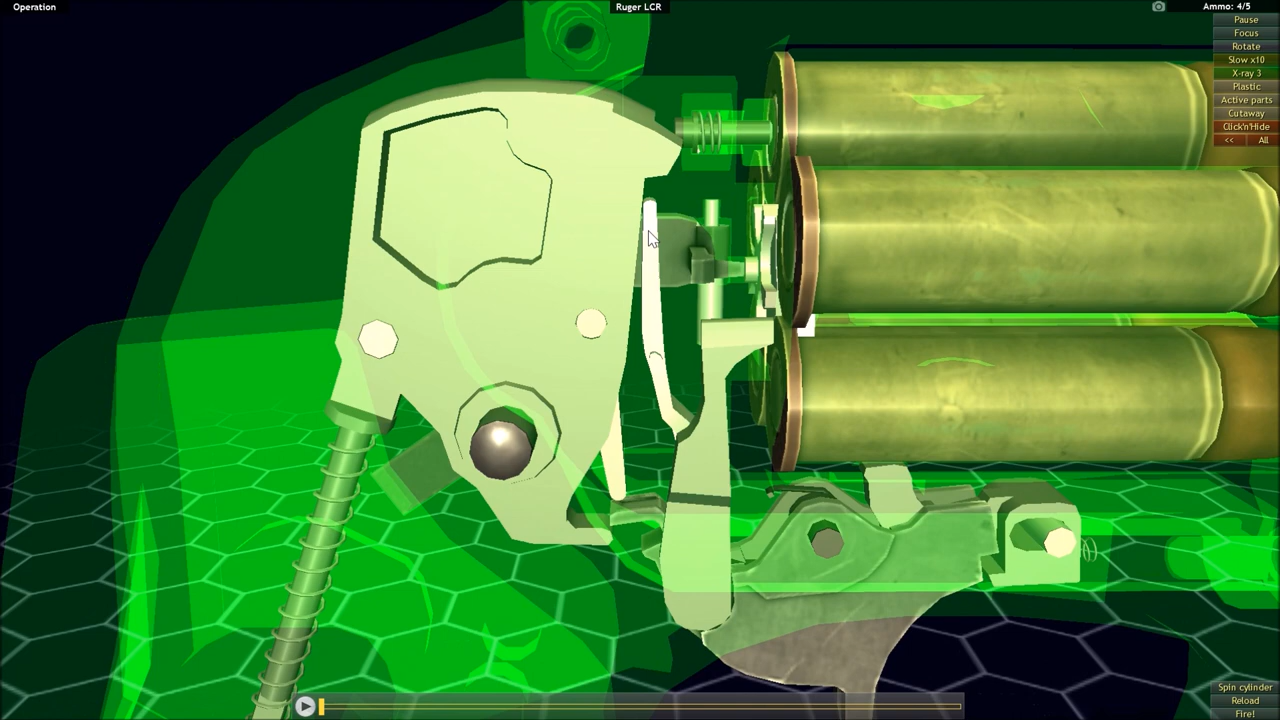 Operation
Ruger LCR
Ammo: 4/5
Pause
Focus
Rotate
Slow x10
X-ray 3
Plastic
Active parts
Cutaway
Click'n'Hide
<< All
Spin cylinder
Reload
Fire!